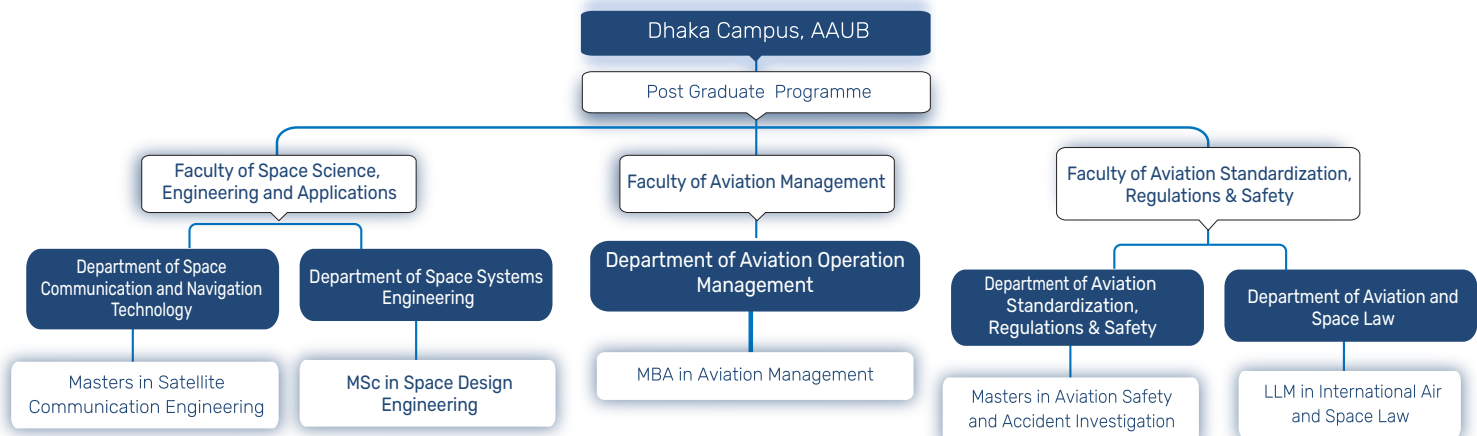 Dhaka Campus, AAUB
Post Graduate Programme
Faculty of Space Science,
Engineering and Applications
Faculty of Aviation Management
Faculty of Aviation Standardization,
Regulations & Safety
Department of Space
Communication and Navigation
Technology
Department of Space Systems
Engineering
Department of Aviation Operation
Management
Department of Aviation
Standardization,
Regulations & Safety
Department of Aviation and
Space Law
Masters in Satellite
Communication Engineering
MSc in Space Design
Engineering
MBA in Aviation Management
Masters in Aviation Safety
and Accident Investigation
LLM in International Air
and Space Law